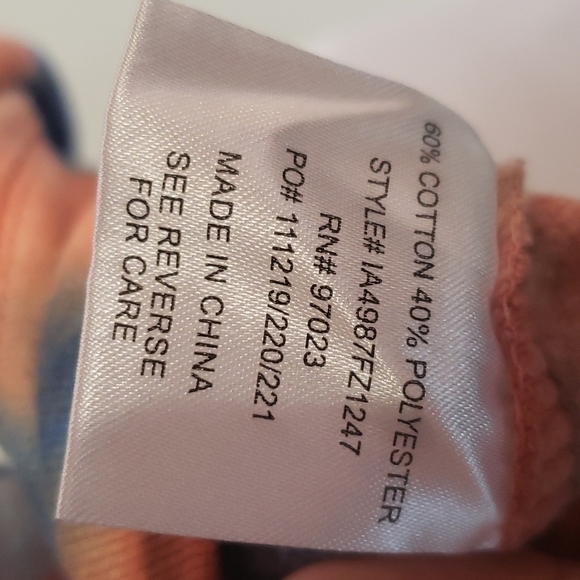 60% COTTON 40% POLYESTER
STYLE# IA4987FZ1247
RN# 97023
PO# 111219/220/221
MADE IN CHINA
SEE REVERSE
FOR CARE